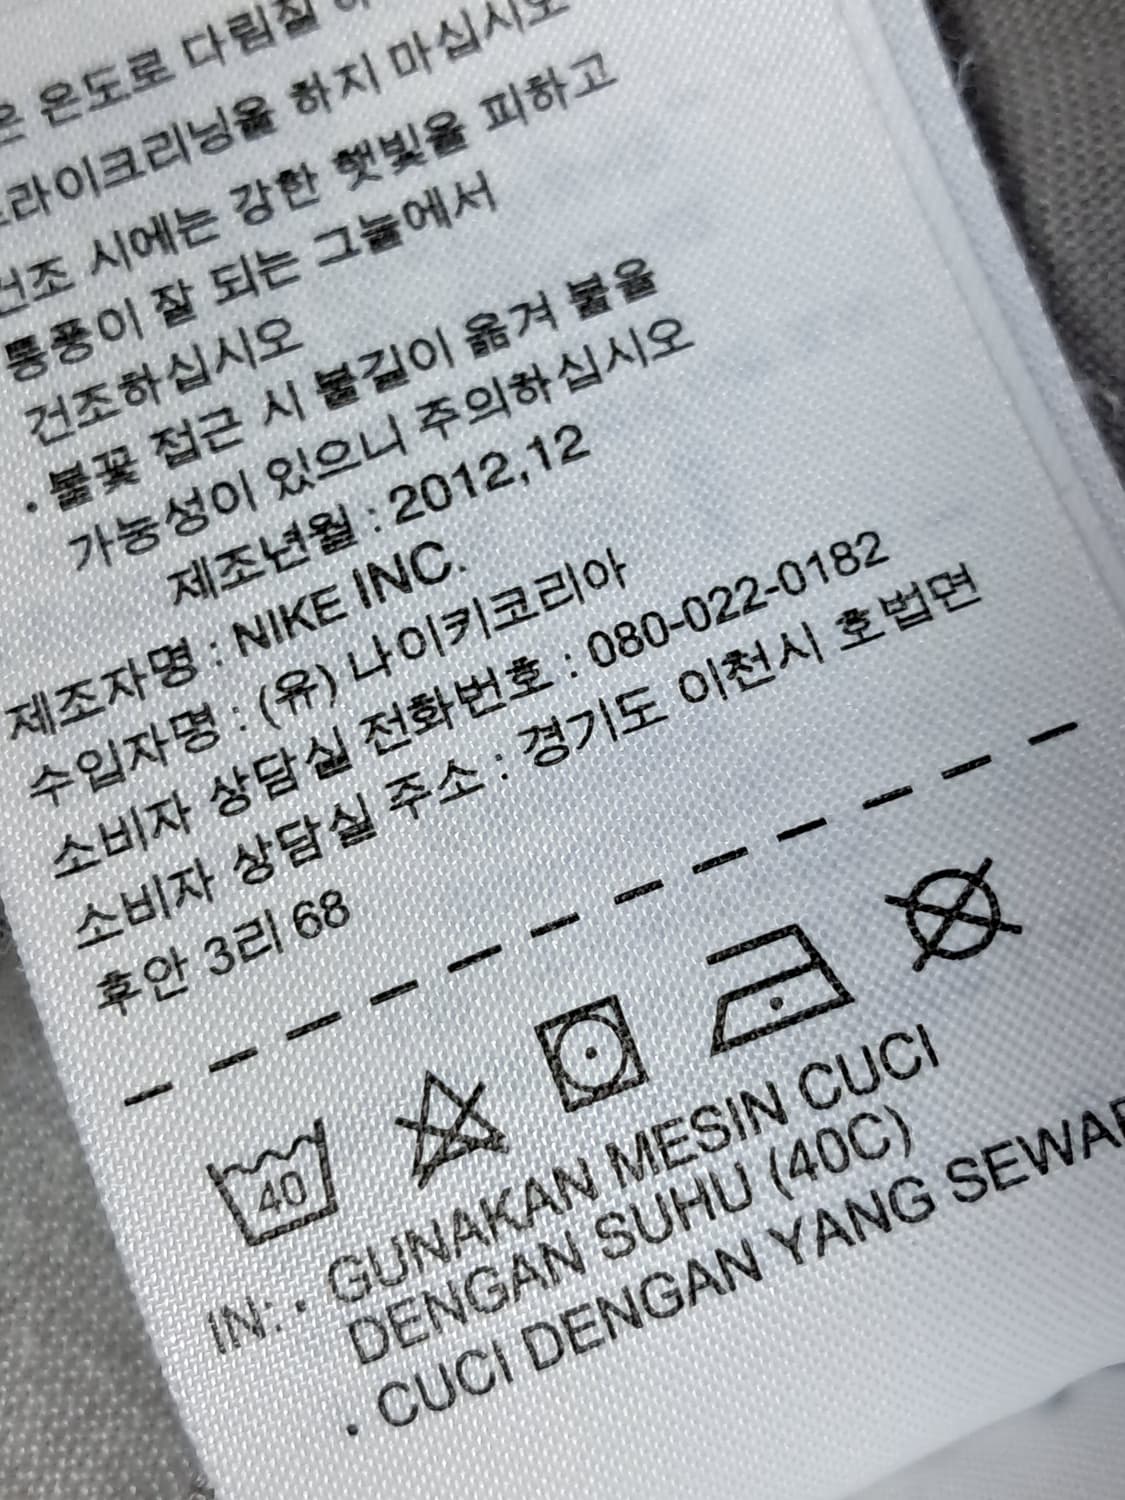 은 온도로 다림질
드라이크리닝을 하지 마십시오
건조 시에는 강한 햇빛을 피하고
통풍이 잘 되는 그늘에서
건조하십시오
· 불꽃 접근 시 불길이 옮겨 붙을
가능성이 있으니 주의하십시오
제조년월 : 2012,12
제조자명 : NIKE INC.
수입자명 : (유) 나이키코리아
소비자 상담실 전화번호 : 080-022-0182
소비자 상담실 주소 : 경기도 이천시 호법면
후안 3리 68
40
IN: · GUNAKAN MESIN CUCI
DENGAN SUHU (40C)
· CUCI DENGAN YANG